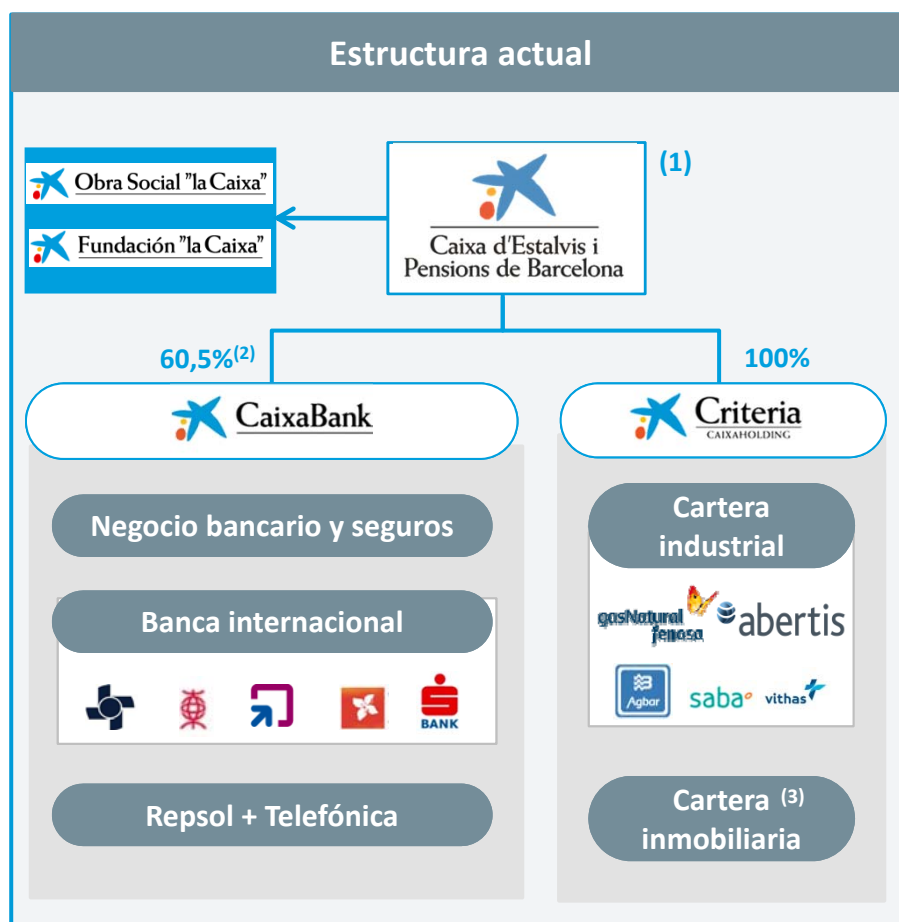 Estructura actual
Obra Social "la Caixa"
Fundación "la Caixa"
(1)
Caixa d'Estalvis i
Pensions de Barcelona
60,5%(2)
100%
CaixaBank
Criteria
CAIXAHOLDING
Negocio bancario y seguros
Cartera
industrial
Banca internacional
gasNatural
fenosa
abertis
BANK
Agbar
saba
vithas
Repsol + Telefónica
Cartera (3)
inmobiliaria